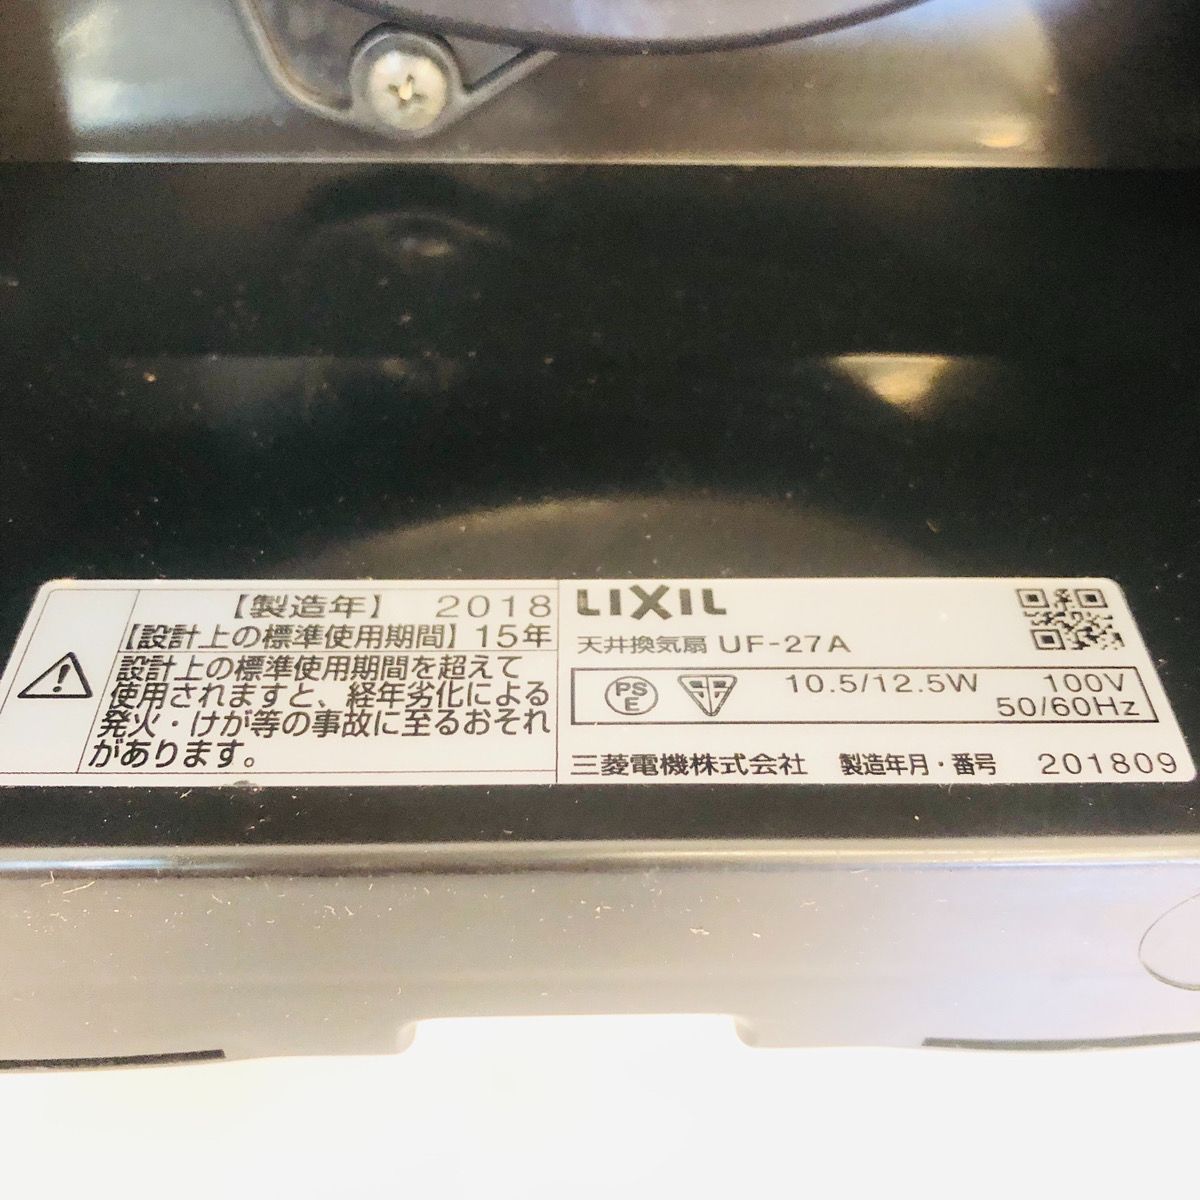 【製造年】 2018
【設計上の標準使用期間】15年
設計上の標準使用期間を超えて
使用されますと、経年劣化による
発火・けが等の事故に至るおそれ
があります。
LIXIL
天井換気扇 UF-27A
PS E 10.5/12.5W 100V
50/60Hz
三菱電機株式会社 製造年月・番号 201809